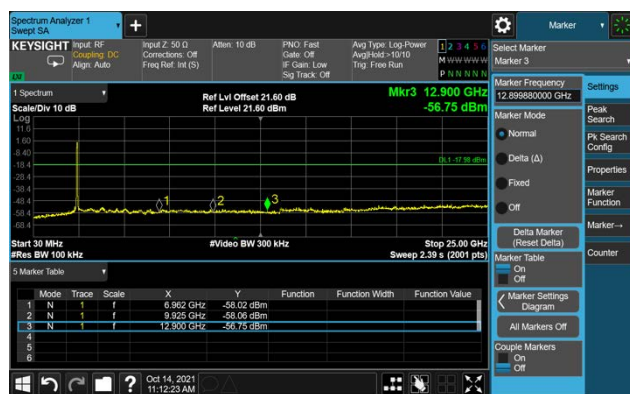 Spectrum Analyzer 1
Swept SA
Marker
KEYSIGHT
Input: RF
Coupling: DC
Align: Auto
Input Z: 50 Ω
Corrections: Off
Freq Ref: Int (S)
Atten: 10 dB
PNO: Fast
Gate: Off
IF Gain: Low
Sig Track: Off
Avg Type: Log-Power
Avg|Hold:>10/10
Trig: Free Run
1 2 3 4 5 6
M W W W W W
P N N N N N
LXI
Select Marker
Marker 3
1 Spectrum
Scale/Div 10 dB
Log
Ref Lvl Offset 21.60 dB
Ref Level 21.60 dBm
Mkr3 12.900 GHz
-56.75 dBm
11.6
1.60
-8.40
-18.4
-28.4
-38.4
-48.4
-58.4
-68.4
DL1 -17.98 dBm
1
2
3
Start 30 MHz
#Res BW 100 kHz
#Video BW 300 kHz
Stop 25.00 GHz
Sweep 2.39 s (2001 pts)
5 Marker Table
Mode Trace Scale X Y Function Function Width Function Value
1 N 1 f 6.962 GHz -58.02 dBm
2 N 1 f 9.925 GHz -58.06 dBm
3 N 1 f 12.900 GHz -56.75 dBm
4
5
6
Marker Frequency
12.899880000 GHz
Marker Mode
Normal
Delta (Δ)
Fixed
Off
Delta Marker
(Reset Delta)
Marker Table
On
Off
Marker Settings
Diagram
All Markers Off
Couple Markers
On
Off
Settings
Peak
Search
Pk Search
Config
Properties
Marker
Function
Marker→
Counter
?
Oct 14, 2021
11:12:23 AM